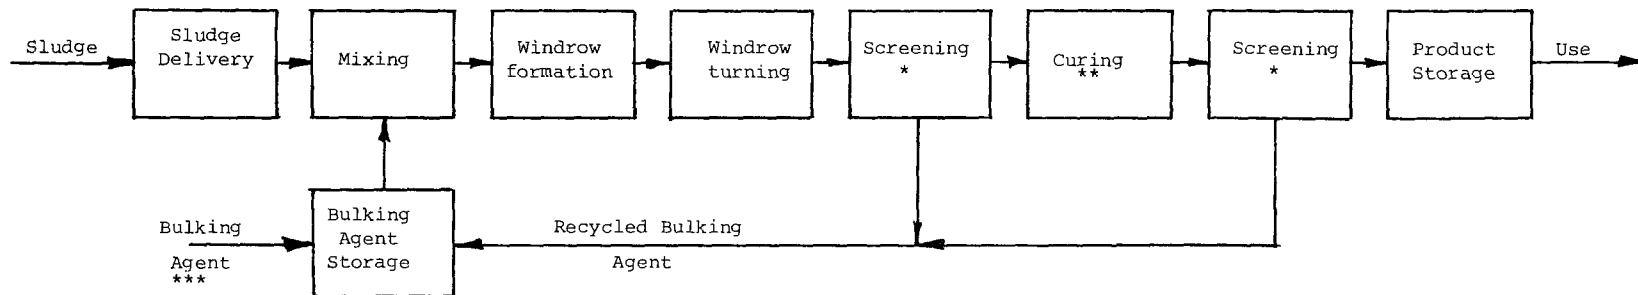 Sludge
Sludge
Delivery
Mixing
Windrow
formation
Windrow
turning
Screening
*
Curing
**
Screening
*
Product
Storage
Use
Bulking
Agent
***
Bulking
Agent
Storage
Recycled Bulking
Agent